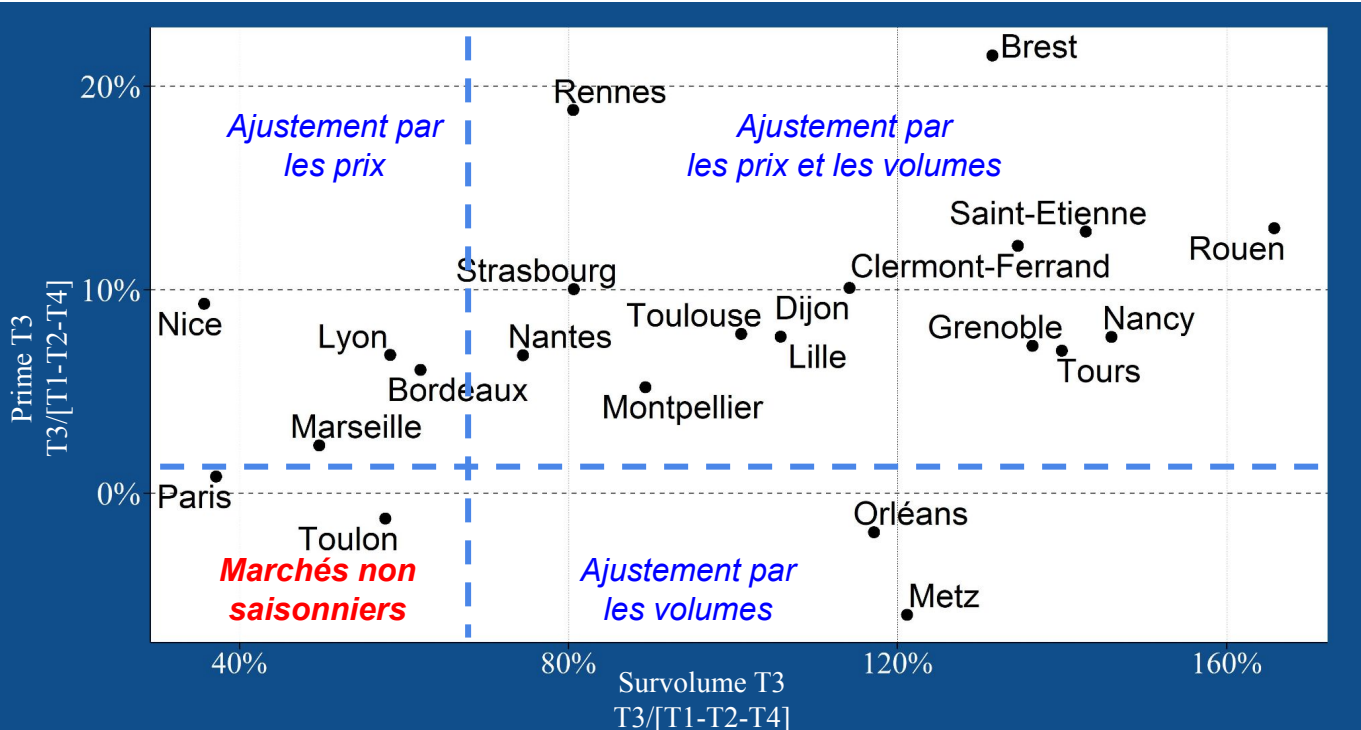 Brest
20%
Rennes
Ajustement par
les prix
Ajustement par
les prix et les volumes
Saint-Etienne
Rouen
Clermont-Ferrand
Strasbourg
10%
Nice
Toulouse
Dijon
Lyon
Nantes
Grenoble
Nancy
Lille
Tours
Bordeaux
Montpellier
Marseille
Prime T3
T3/[T1-T2-T4]
0%
Paris
Orléans
Toulon
Marchés non
saisonniers
Ajustement par
les volumes
Metz
40%
80%
120%
160%
Survolume T3
T3/[T1-T2-T4]